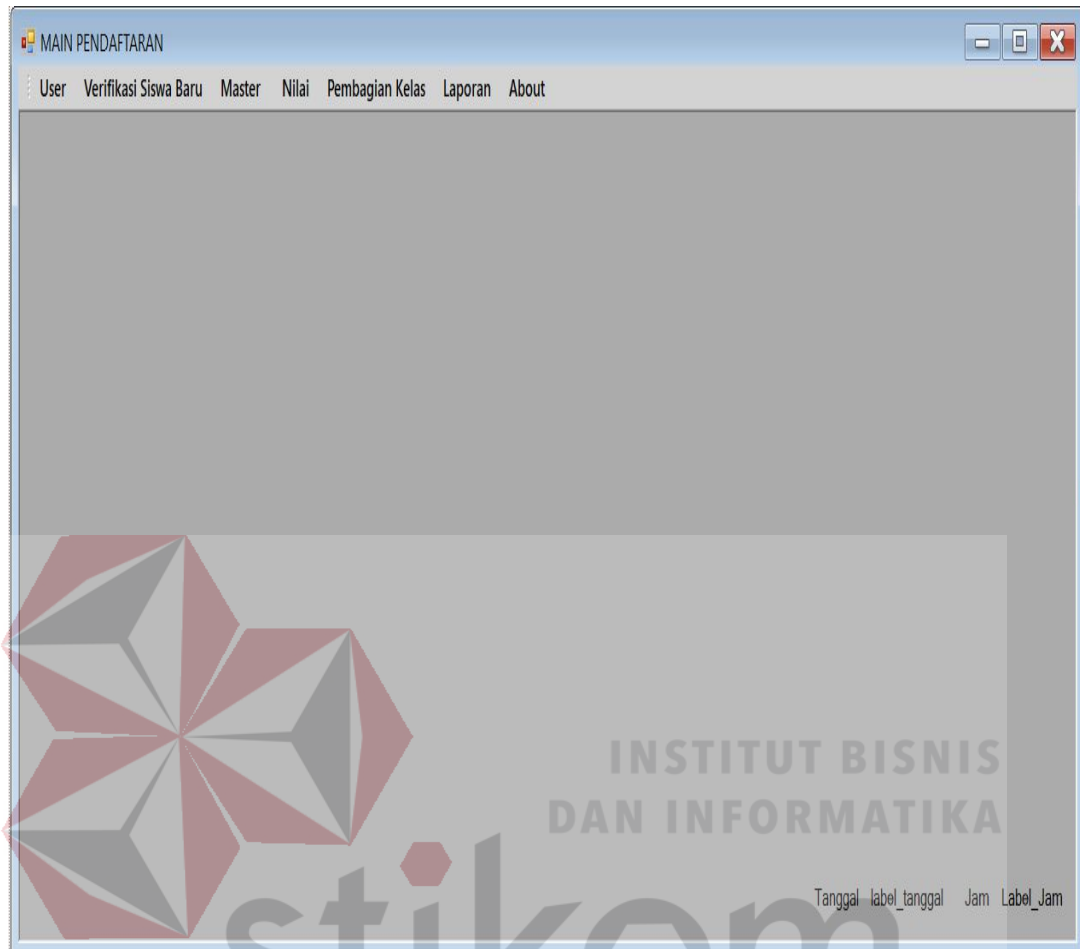 MAIN PENDAFTARAN
User Verifikasi Siswa Baru Master Nilai Pembagian Kelas Laporan About
INSTITUT BISNIS
DAN INFORMATIKA
Tanggal label_tanggal Jam Label_Jam
stikom